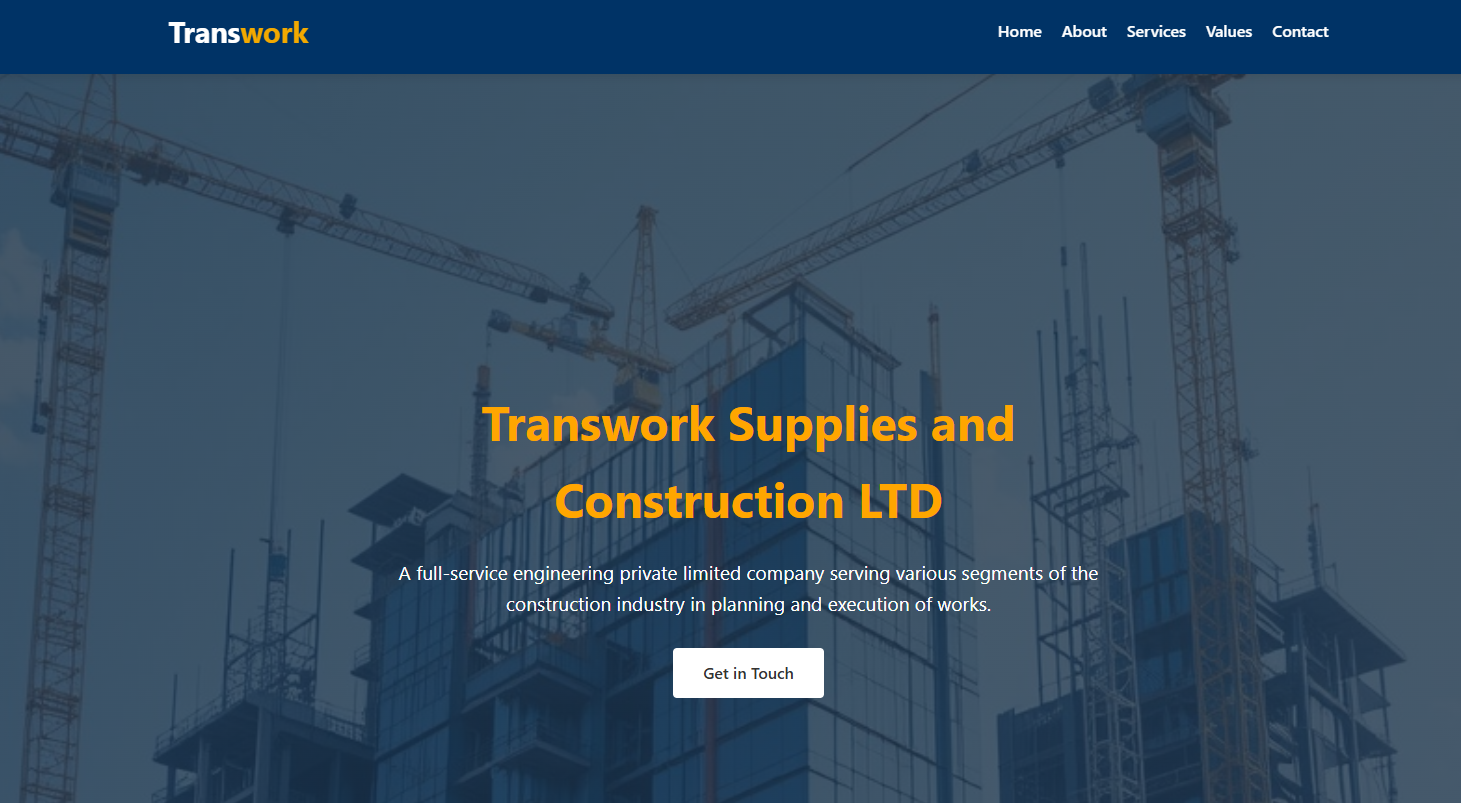 Transwork
Home About Services Values Contact
Transwork Supplies and
Construction LTD
A full-service engineering private limited company serving various segments of the
construction industry in planning and execution of works.
Get in Touch